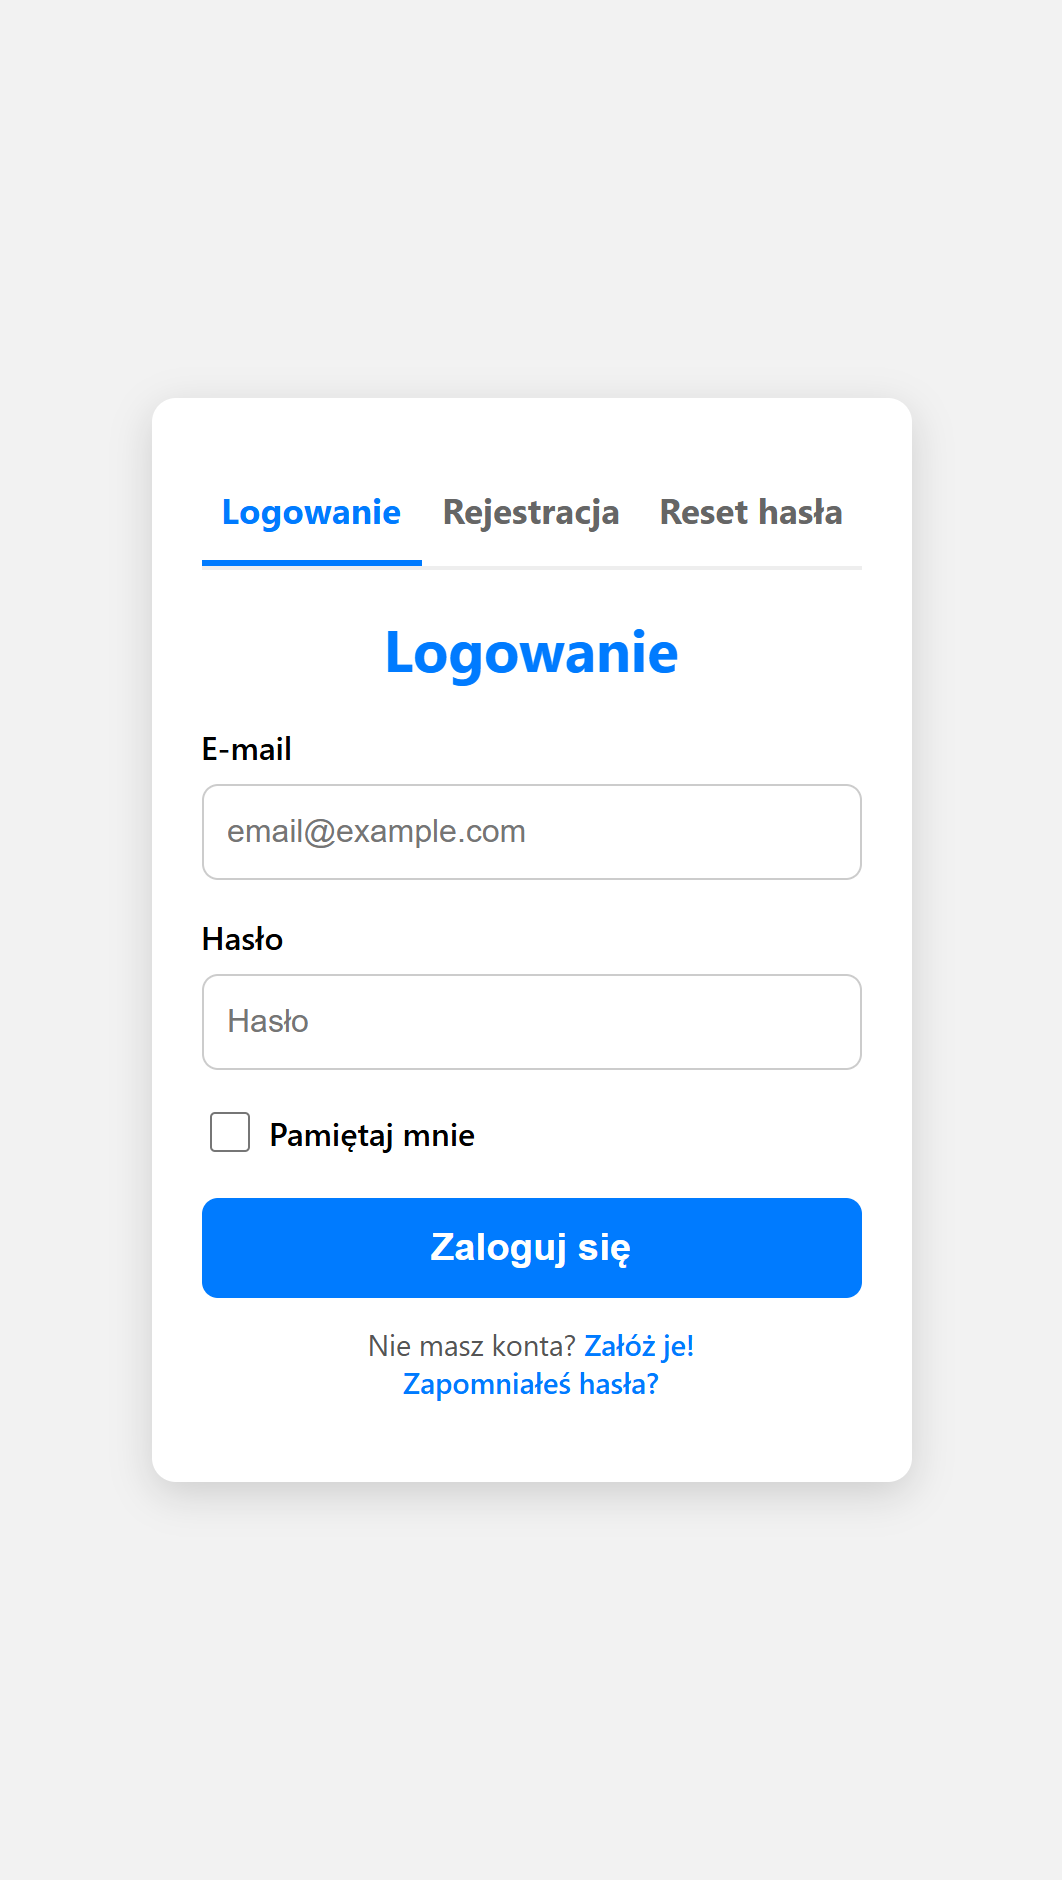 Logowanie Rejestracja Reset hasła
Logowanie
E-mail
email@example.com
Hasło
Hasło
Pamiętaj mnie
Zaloguj się
Nie masz konta? Załóż je!
Zapomniałeś hasła?